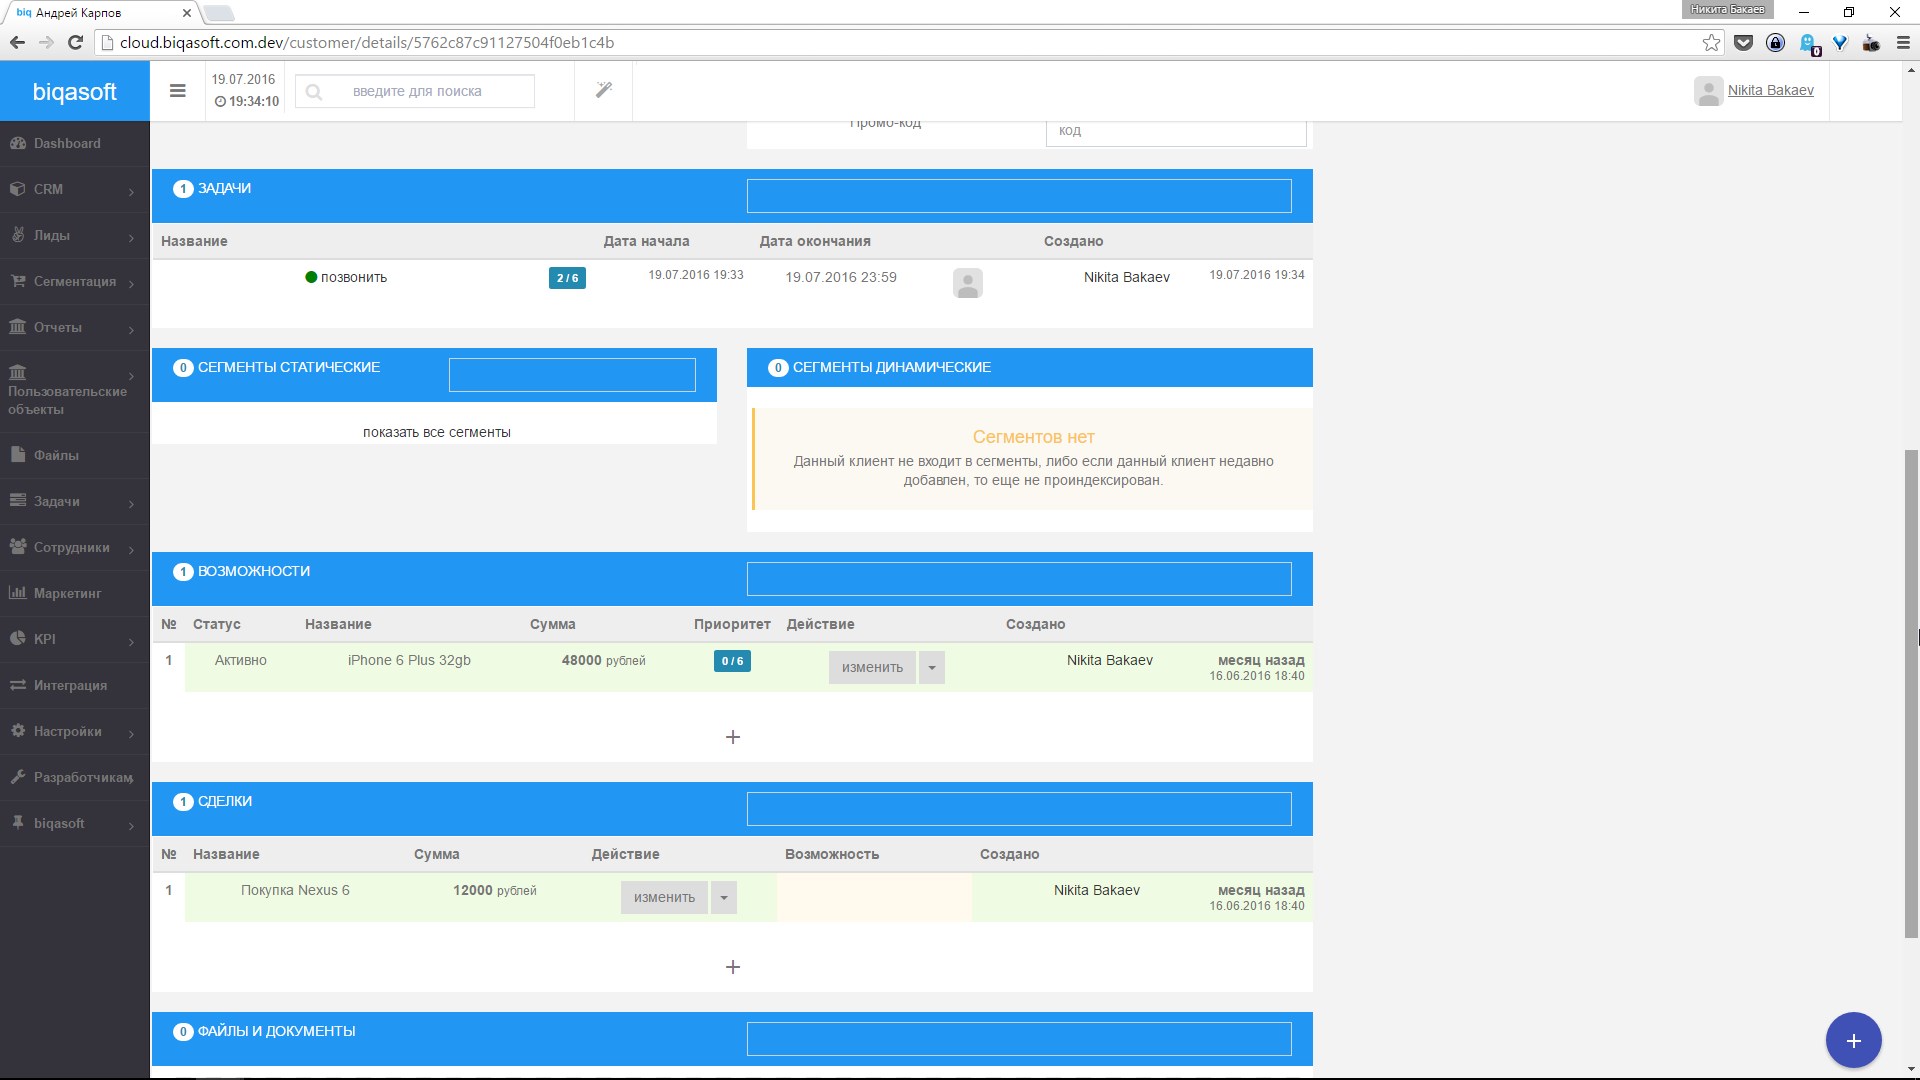 biq Андрей Карпов
Никита Бакаев
cloud.biqasoft.com.dev/customer/details/5762c87c91127504f0eb1c4b
0
biqasoft
19.07.2016
19:34:10
введите для поиска
Nikita Bakaev
Dashboard
CRM
Лиды
Сегментация
Отчеты
Пользовательские
объекты
Файлы
Задачи
Сотрудники
Маркетинг
KPI
Интеграция
Настройки
Разработчикам
biqasoft
Промо-код
код
1 ЗАДАЧИ
Название Дата начала Дата окончания Создано
позвонить 2 / 6 19.07.2016 19:33 19.07.2016 23:59 Nikita Bakaev 19.07.2016 19:34
0 СЕГМЕНТЫ СТАТИЧЕСКИЕ
показать все сегменты
0 СЕГМЕНТЫ ДИНАМИЧЕСКИЕ
Сегментов нет
Данный клиент не входит в сегменты, либо если данный клиент недавно
добавлен, то еще не проиндексирован.
1 ВОЗМОЖНОСТИ
№ Статус Название Сумма Приоритет Действие Создано
1 Активно iPhone 6 Plus 32gb 48000 рублей 0 / 6 изменить Nikita Bakaev месяц назад
16.06.2016 18:40
+
1 СДЕЛКИ
№ Название Сумма Действие Возможность Создано
1 Покупка Nexus 6 12000 рублей изменить Nikita Bakaev месяц назад
16.06.2016 18:40
+
0 ФАЙЛЫ И ДОКУМЕНТЫ
+